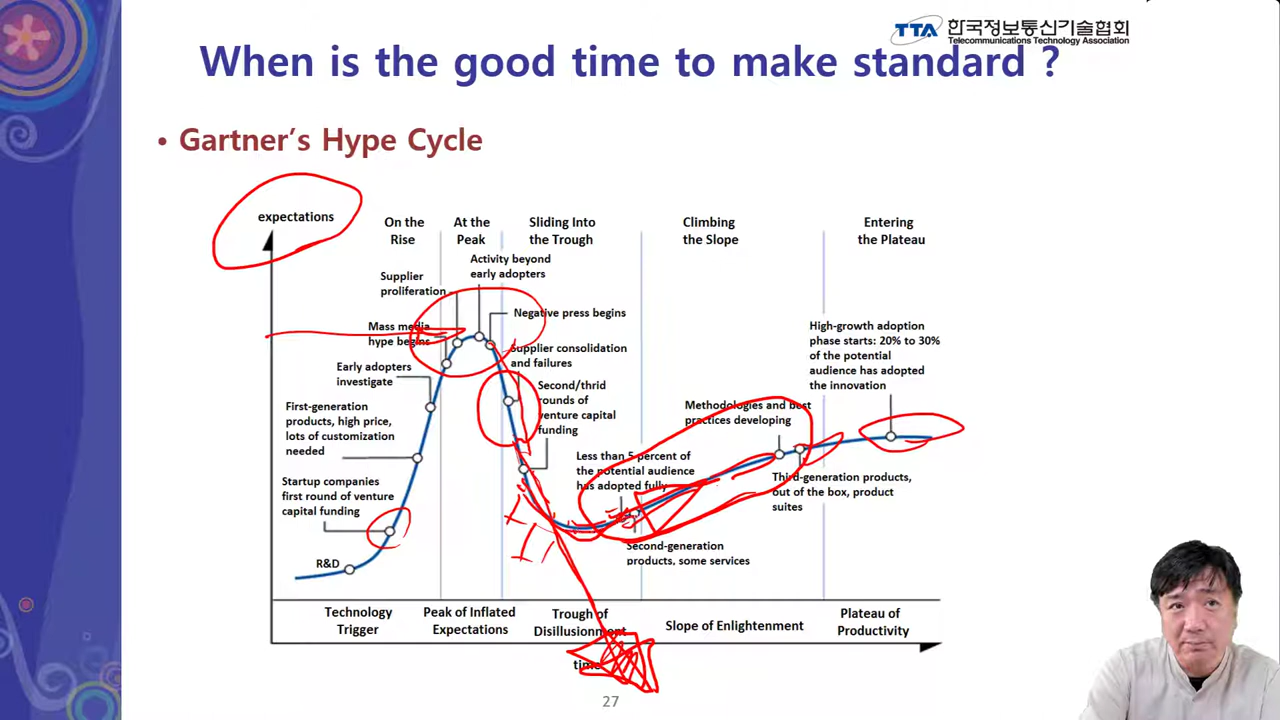 TTA 한국정보통신기술협회
Telecommunications Technology Association
When is the good time to make standard ?
• Gartner's Hype Cycle
expectations
On the
Rise
At the
Peak
Sliding Into
the Trough
Climbing
the Slope
Entering
the Plateau
Activity beyond
early adopters
Supplier
proliferation
Negative press begins
Mass media
hype begins
Supplier consolidation
and failures
High-growth adoption
phase starts: 20% to 30%
of the potential
audience has adopted
the innovation
Early adopters
investigate
Second/thrid
rounds of
venture capital
funding
First-generation
products, high price,
lots of customization
needed
Methodologies and best
practices developing
Less than 5 percent of
the potential audience
has adopted fully
Startup companies
first round of venture
capital funding
Third-generation products,
out of the box, product
suites
Second-generation
products, some services
R&D
Technology
Trigger
Peak of Inflated
Expectations
Trough of
Disillusionment
Slope of Enlightenment
Plateau of
Productivity
time
27